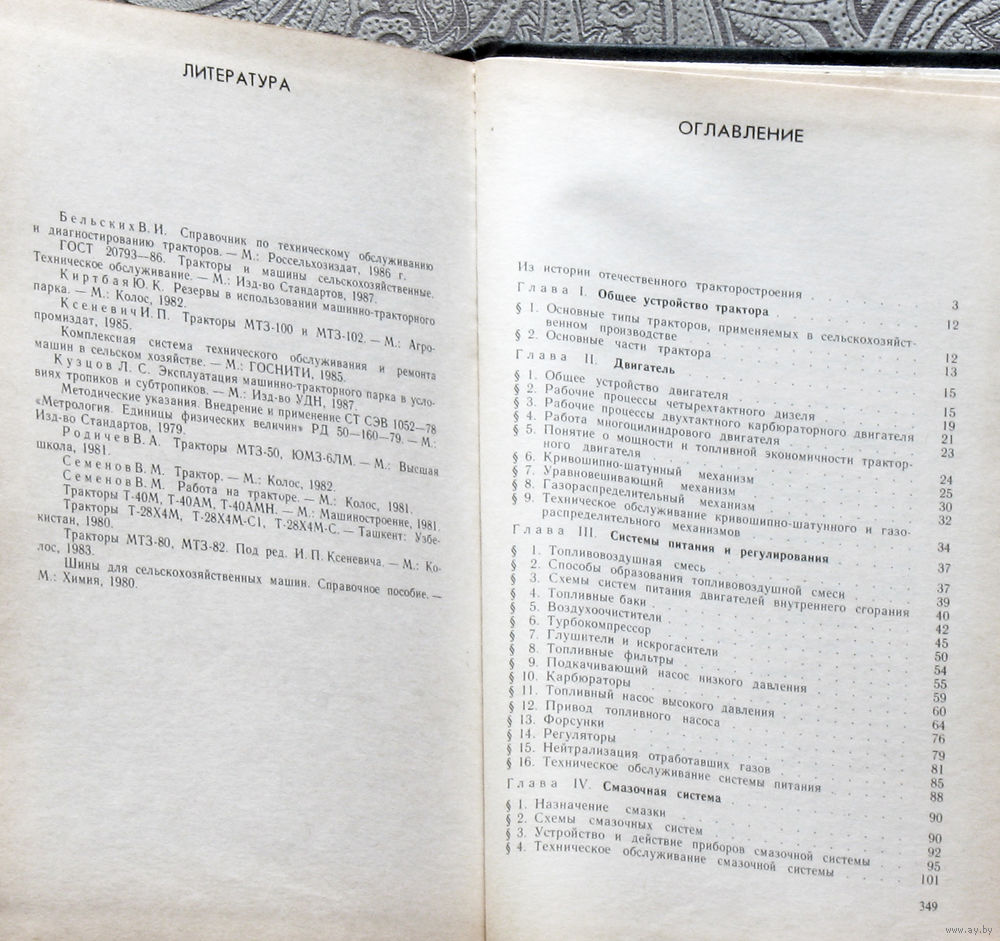 ЛИТЕРАТУРА
Бельских В. И. Справочник по техническому обслуживанию
и диагностированию тракторов. — М.: Россельхозиздат, 1986 г.
ГОСТ 20793—86. Тракторы и машины сельскохозяйственные.
Техническое обслуживание. — М.: Изд-во Стандартов, 1987.
Киртбая Ю. К. Резервы в использовании машинно-тракторного
парка. — М.: Колос, 1982.
Ксеневич И. П. Тракторы МТЗ-100 и МТЗ-102. — М.: Агро-
промиздат, 1985.
Комплексная система технического обслуживания и ремонта
машин в сельском хозяйстве. — М.: ГОСНИТИ, 1985.
Кузцов Л. С. Эксплуатация машинно-тракторного парка в усло-
виях тропиков и субтропиков. — М.: Изд-во УДН, 1987.
Методические указания. Внедрение и применение СТ СЭВ 1052—78
«Метрология. Единицы физических величин» РД 50—160—79. — М.:
Изд-во Стандартов, 1979.
Родичев В. А. Тракторы МТЗ-50, ЮМЗ-6ЛМ. — М.: Высшая
школа, 1981.
Семенов В. М. Трактор. — М.: Колос, 1982.
Семенов В. М. Работа на тракторе. — М.: Колос, 1981.
Тракторы Т-40М, Т-40АМ, Т-40АМН. — М.: Машиностроение, 1981.
Тракторы Т-28Х4М, Т-28Х4М-С1, Т-28Х4М-С. — Ташкент: Узбе-
кистан, 1980.
Тракторы МТЗ-80, МТЗ-82. Под ред. И. П. Ксеневича. — М.: Ко-
лос, 1983.
Шины для сельскохозяйственных машин. Справочное пособие. —
М.: Химия, 1980.
ОГЛАВЛЕНИЕ
Из истории отечественного тракторостроения 3
Глава I. Общее устройство трактора 12
§ 1. Основные типы тракторов, применяемых в сельскохозяйст-
венном производстве 12
§ 2. Основные части трактора 13
Глава II. Двигатель 15
§ 1. Общее устройство двигателя 15
§ 2. Рабочие процессы четырехтактного дизеля 19
§ 3. Рабочие процессы двухтактного карбюраторного двигателя 21
§ 4. Работа многоцилиндрового двигателя 23
§ 5. Понятие о мощности и топливной экономичности трактор-
ного двигателя 24
§ 6. Кривошипно-шатунный механизм 25
§ 7. Уравновешивающий механизм 30
§ 8. Газораспределительный механизм 32
§ 9. Техническое обслуживание кривошипно-шатунного и газо-
распределительного механизмов 34
Глава III. Системы питания и регулирования 37
§ 1. Топливовоздушная смесь 37
§ 2. Способы образования топливовоздушной смеси 39
§ 3. Схемы систем питания двигателей внутреннего сгорания 40
§ 4. Топливные баки 42
§ 5. Воздухоочистители 45
§ 6. Турбокомпрессор 50
§ 7. Глушители и искрогасители 54
§ 8. Топливные фильтры 55
§ 9. Подкачивающий насос низкого давления 59
§ 10. Карбюраторы 60
§ 11. Топливный насос высокого давления 64
§ 12. Привод топливного насоса 76
§ 13. Форсунки 79
§ 14. Регуляторы 81
§ 15. Нейтрализация отработавших газов 85
§ 16. Техническое обслуживание системы питания 88
Глава IV. Смазочная система 90
§ 1. Назначение смазки 90
§ 2. Схемы смазочных систем 92
§ 3. Устройство и действие приборов смазочной системы 95
§ 4. Техническое обслуживание смазочной системы 101
349
www.ay.by